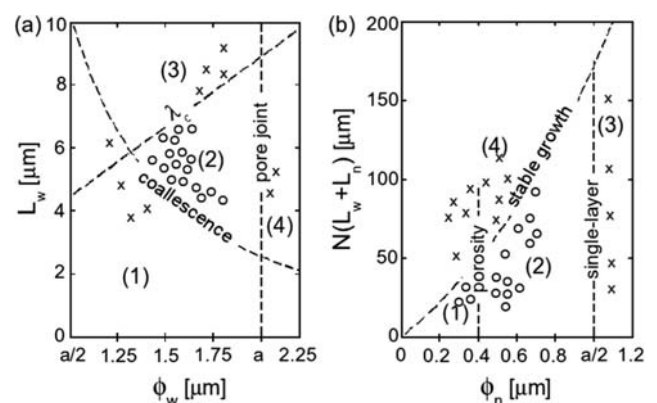 (a)
10
8
6
4
2
0
L_w [μm]
(3)
λ_c
(2)
coallescence
pore joint
(4)
(1)
a/2
1.25
1.75
a
2.25
ϕ_w [μm]
(b)
200
150
100
50
0
N(L_w + L_n) [μm]
(4)
stable growth
(3)
porosity
(2)
single-layer
(1)
0
0.2
0.4
0.6
0.8
a/2
1.2
ϕ_n [μm]